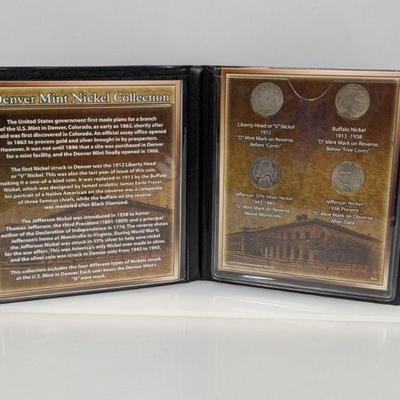 Denver Mint Nickel Collection
The United States government first made plans for a branch
of the U.S. Mint in Denver, Colorado, as early as 1862, shortly after
gold was first discovered in Colorado. An official assay office opened
in 1863 to process gold and silver brought in by prospectors.
However, it was not until 1896 that a site was purchased in Denver
for a mint facility, and the Denver Mint finally opened in 1906.
The first Nickel struck in Denver was the 1912 Liberty Head
or "V" Nickel. This was also the last year of issue of this coin,
making it a one-of-a-kind coin. It was replaced in 1913 by the Buffalo
Nickel, which was designed by famed sculptor James Earle Fraser.
It has a portrait of a Native American on the obverse was a composite
of three famous chiefs, while the buffalo on the reverse
was modeled after Black Diamond.
The Jefferson Nickel was introduced in 1938 to honor
Thomas Jefferson, the third President (1801-1809) and a principal
author of the Declaration of Independence in 1776. The reverse shows
Jefferson's home at Monticello in Virginia. During World War II,
the Jefferson Nickel was struck in 35% silver to help save nickel
for the war effort. This was America's only Nickel ever made in silver,
and the silver coin was struck in Denver only from 1943 to 1945.
This collection includes the four different types of Nickels struck
at the U.S. Mint in Denver. Each coin bears the Denver Mint's
"D" mint mark.
Liberty Head or "V" Nickel
1912
"D" Mint Mark on Reverse,
Before "Cents"
Buffalo Nickel
1913 - 1938
"D" Mint Mark on Reverse,
Below "Five Cents"
Jefferson 35% Silver Nickel
1943 - 1945
"D" Mint Mark on Reverse,
Above Monticello
Jefferson Nickel
1938-Present
"D" Mint Mark on Obverse,
After Date